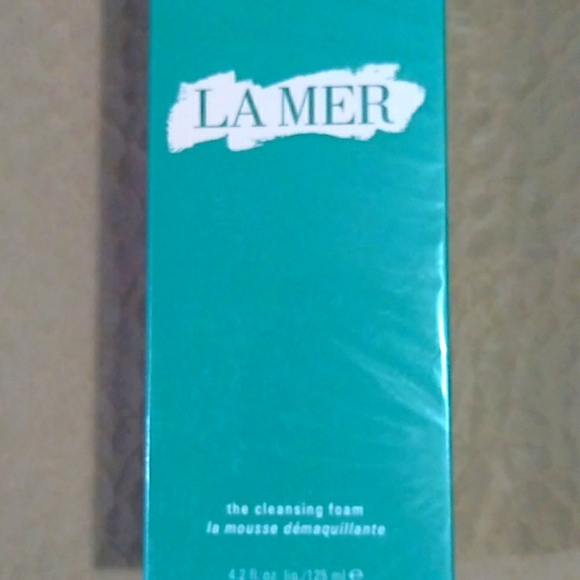 LA MER
the cleansing foam
la mousse démaquillante
4.2 fl. oz. liq./125 ml ℮